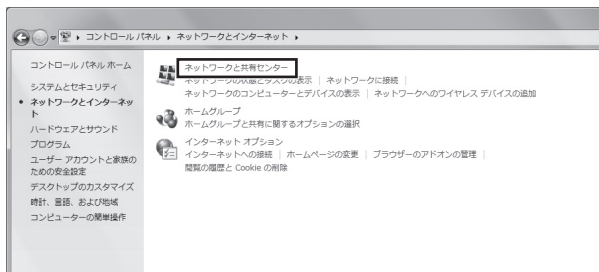 コントロール パネル ▸ ネットワークとインターネット ▸
コントロール パネル ホーム
システムとセキュリティ
• ネットワークとインターネッ
ト
ハードウェアとサウンド
プログラム
ユーザー アカウントと家族の
ための安全設定
デスクトップのカスタマイズ
時計、言語、および地域
コンピューターの簡単操作
ネットワークと共有センター
ネットワークの状態とタスクの表示 | ネットワークに接続 |
ネットワークのコンピューターとデバイスの表示 | ネットワークへのワイヤレス デバイスの追加
ホームグループ
ホームグループと共有に関するオプションの選択
インターネット オプション
インターネットへの接続 | ホームページの変更 | ブラウザーのアドオンの管理 |
閲覧の履歴と Cookie の削除